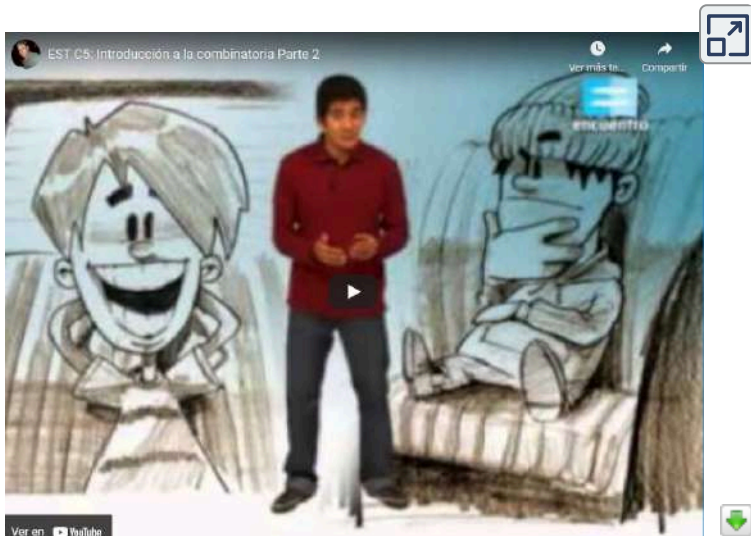 EST C5: Introducción a la combinatoria Parte 2
Ver más ta...
Compartir
encuentro
Ver en YouTube